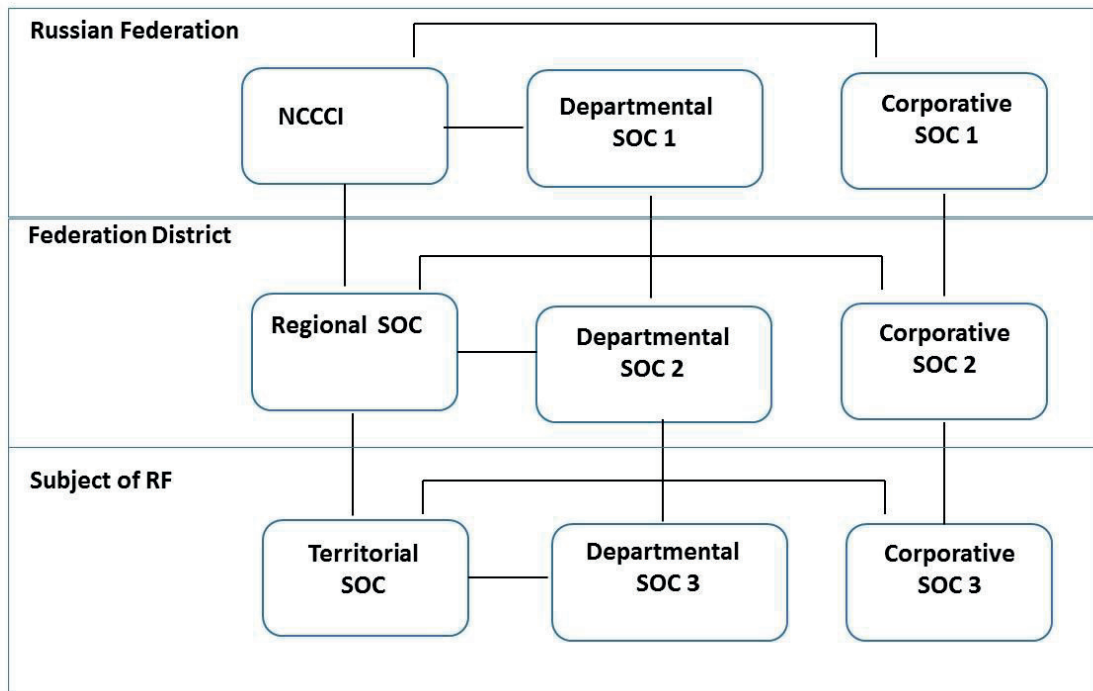 Russian Federation
NCCCI
Departmental
SOC 1
Corporative
SOC 1
Federation District
Regional SOC
Departmental
SOC 2
Corporative
SOC 2
Subject of RF
Territorial
SOC
Departmental
SOC 3
Corporative
SOC 3